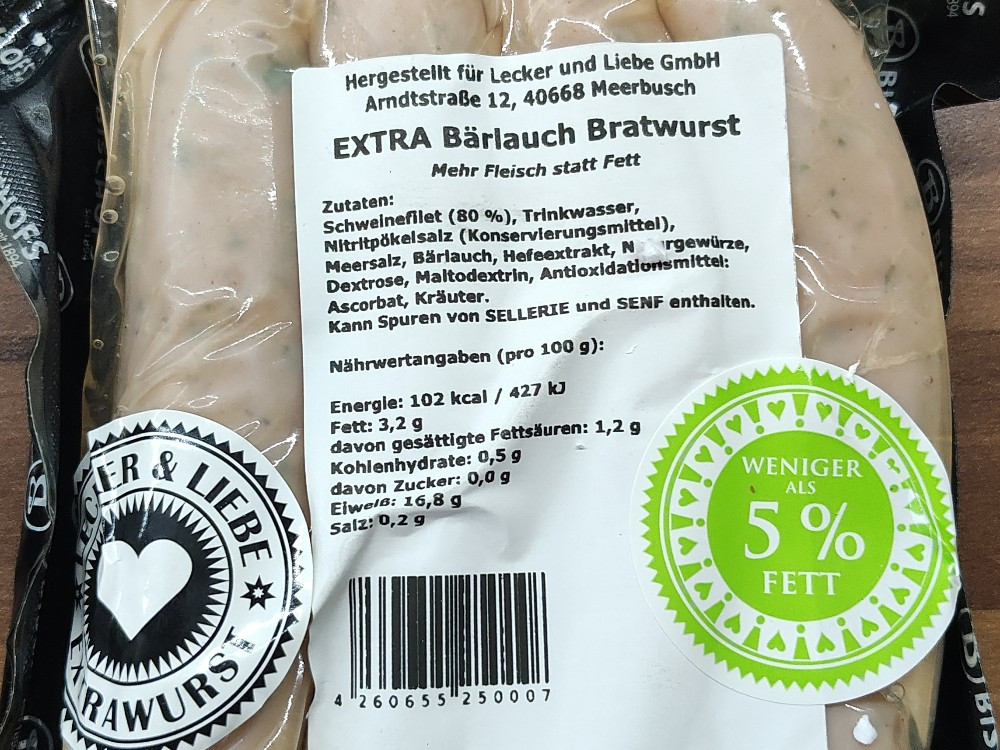 Hergestellt für Lecker und Liebe GmbH
Arndtstraße 12, 40668 Meerbusch
EXTRA Bärlauch Bratwurst
Mehr Fleisch statt Fett
Zutaten:
Schweinefilet (80 %), Trinkwasser,
Nitritpökelsalz (Konservierungsmittel),
Meersalz, Bärlauch, Hefeextrakt, N rgewürze,
Dextrose, Maltodextrin, Antioxidationsmittel:
Ascorbat, Kräuter.
Kann Spuren von SELLERIE und SENF enthalten.
Nährwertangaben (pro 100 g):
Energie: 102 kcal / 427 kJ
Fett: 3,2 g
davon gesättigte Fettsäuren: 1,2 g
Kohlenhydrate: 0,5 g
davon Zucker: 0,0 g
Eiweiß: 16,8 g
Salz: 0,2 g
4 260655 250007
& LIEBE
WENIGER
ALS
5 %
FETT